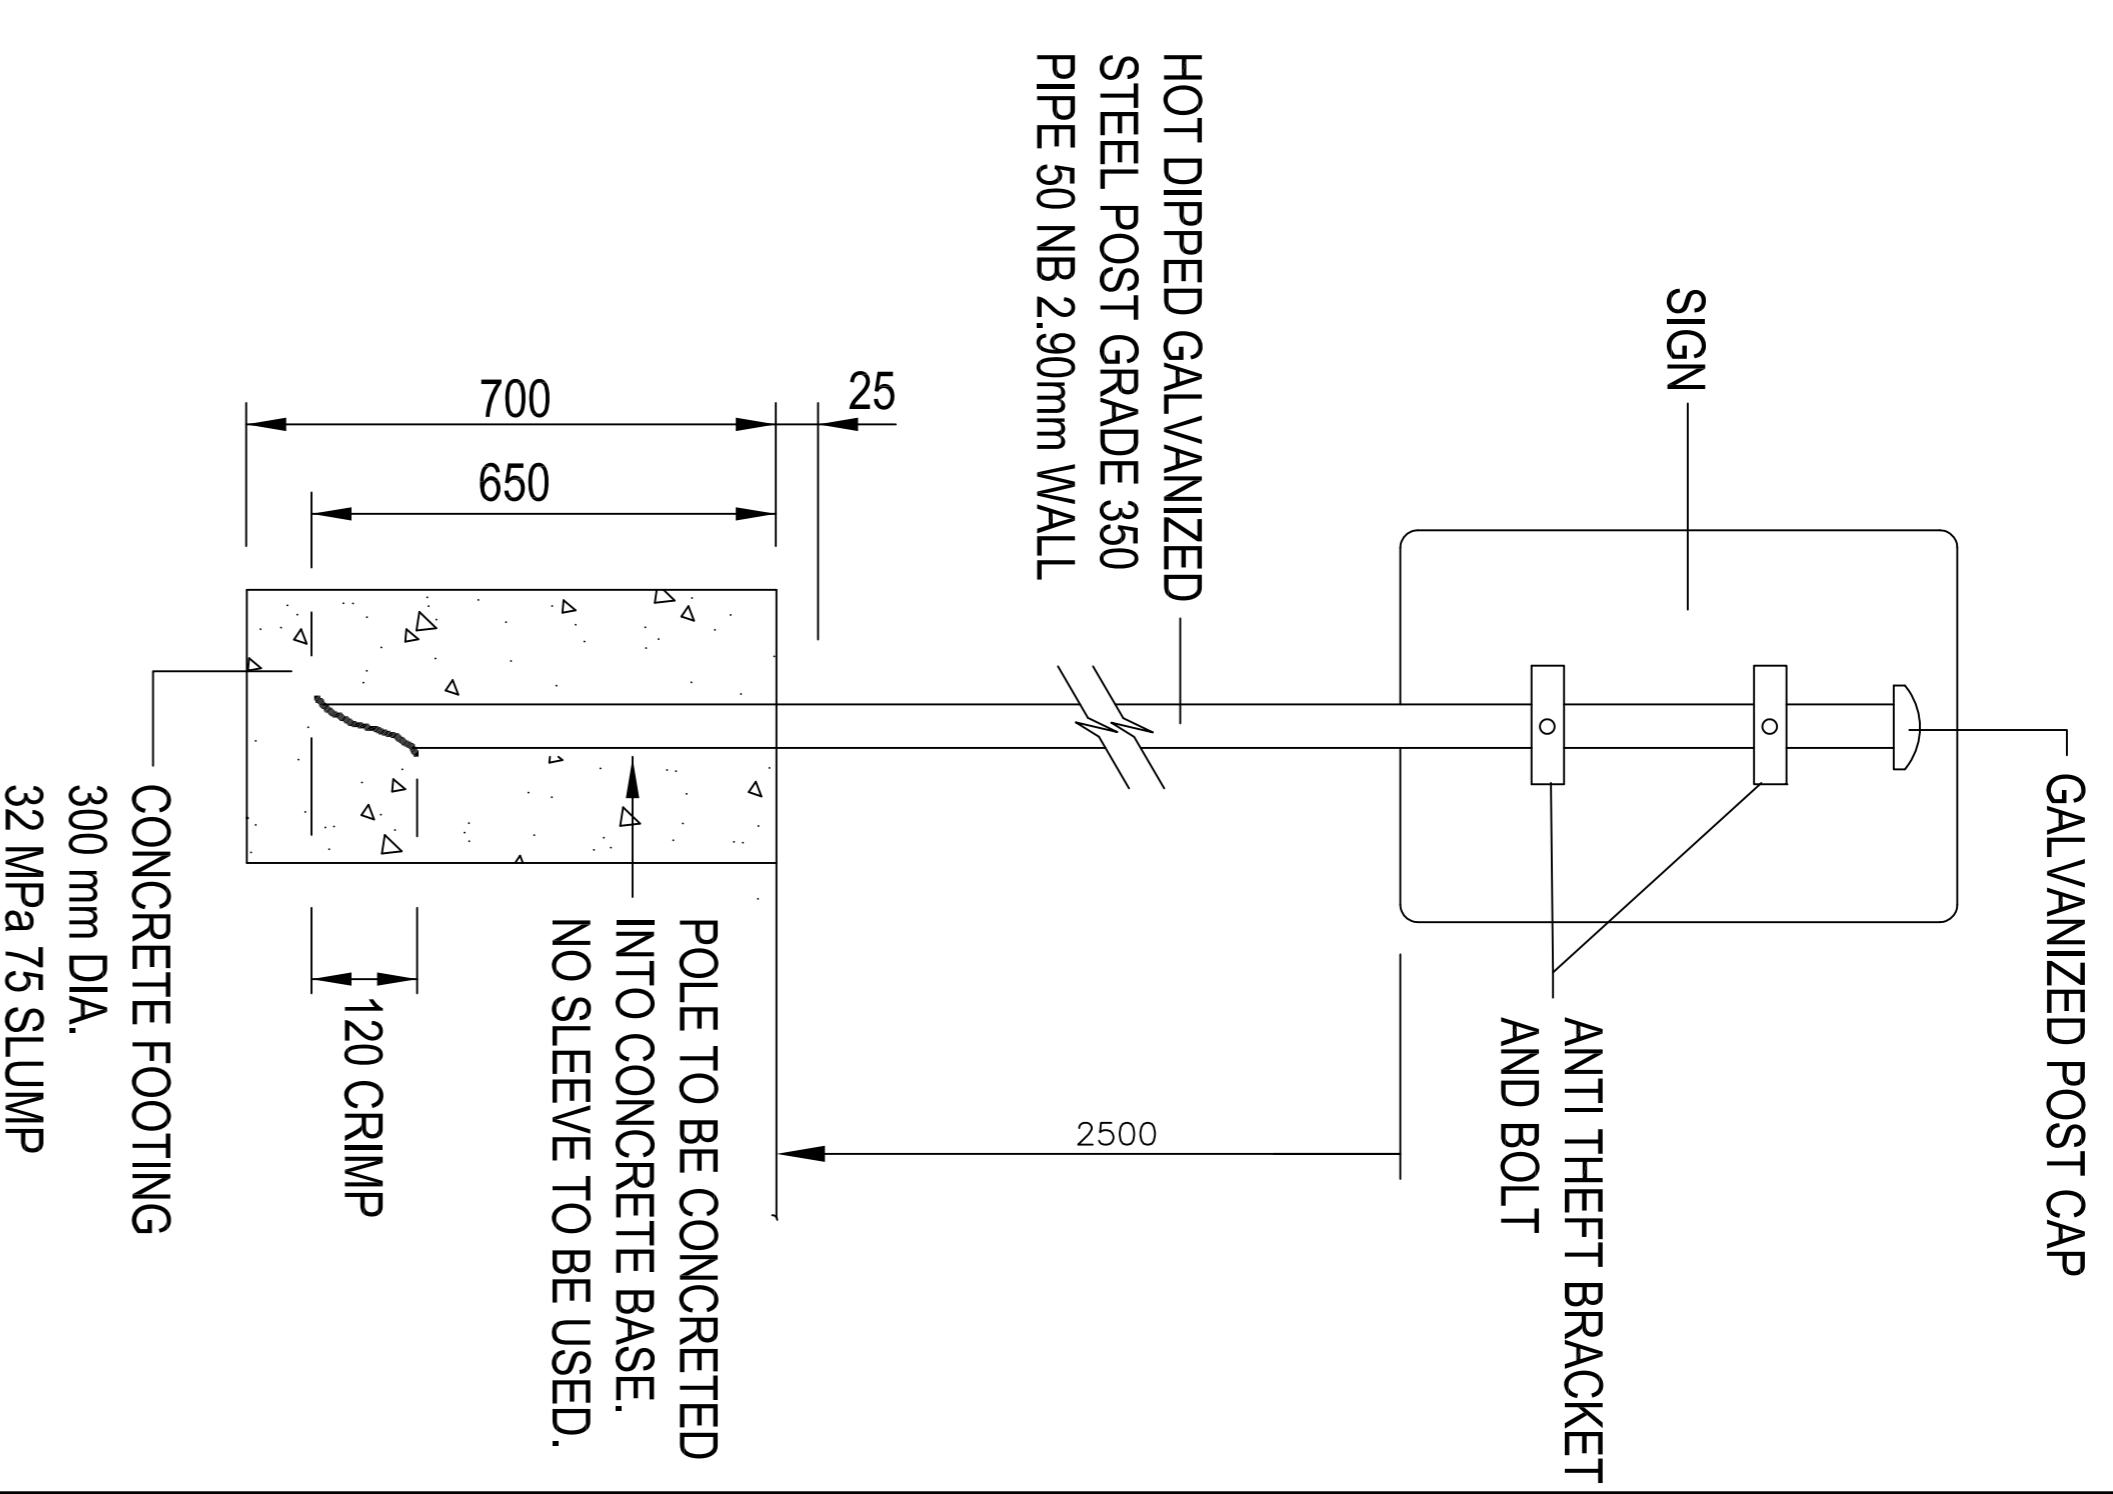 GALVANIZED POST CAP
SIGN
ANTI THEFT BRACKET
AND BOLT
HOT DIPPED GALVANIZED
STEEL POST GRADE 350
PIPE 50 NB 2.90mm WALL
2500
25
700
650
POLE TO BE CONCRETED
INTO CONCRETE BASE.
NO SLEEVE TO BE USED.
120 CRIMP
CONCRETE FOOTING
300 mm DIA.
32 MPa 75 SLUMP